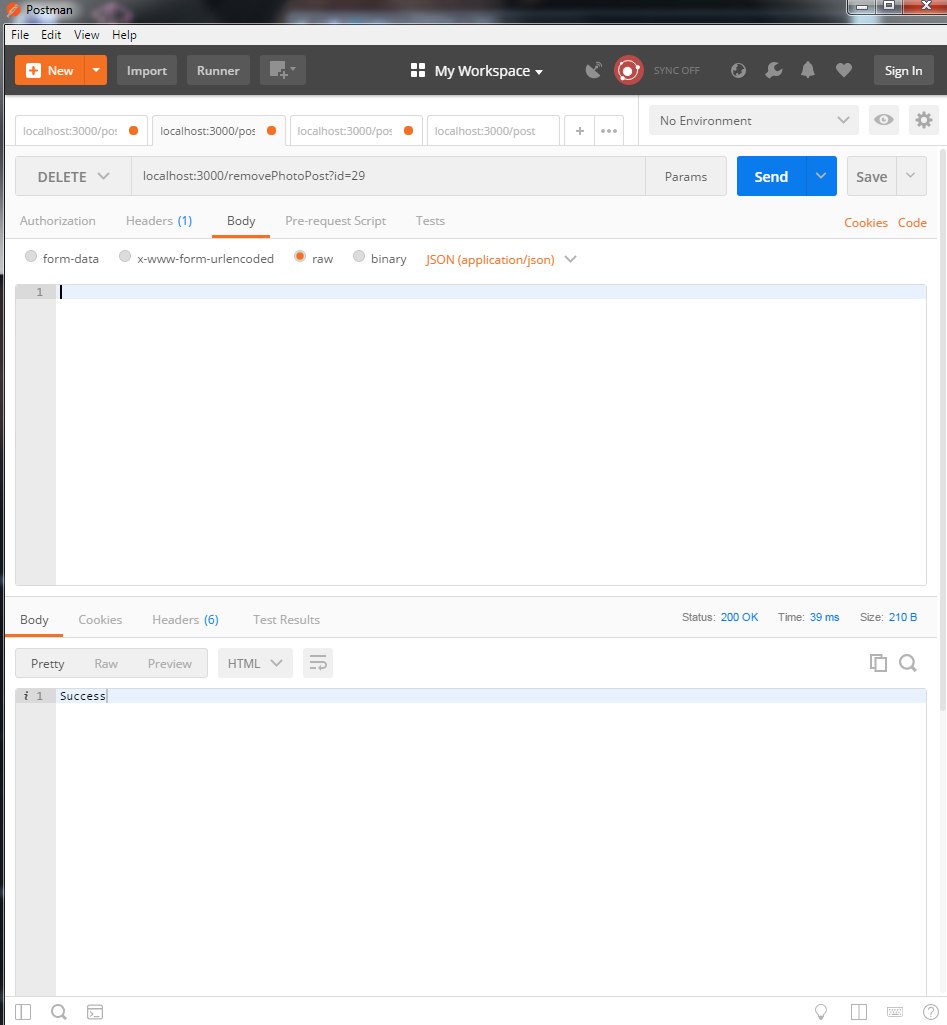 Postman
File Edit View Help
New Import Runner My Workspace SYNC OFF Sign In
localhost:3000/pos localhost:3000/pos localhost:3000/pos localhost:3000/post + ••• No Environment
DELETE localhost:3000/removePhotoPost?id=29 Params Send Save
Authorization Headers (1) Body Pre-request Script Tests Cookies Code
form-data x-www-form-urlencoded raw binary JSON (application/json)
1
Body Cookies Headers (6) Test Results Status: 200 OK Time: 39 ms Size: 210 B
Pretty Raw Preview HTML
i 1 Success